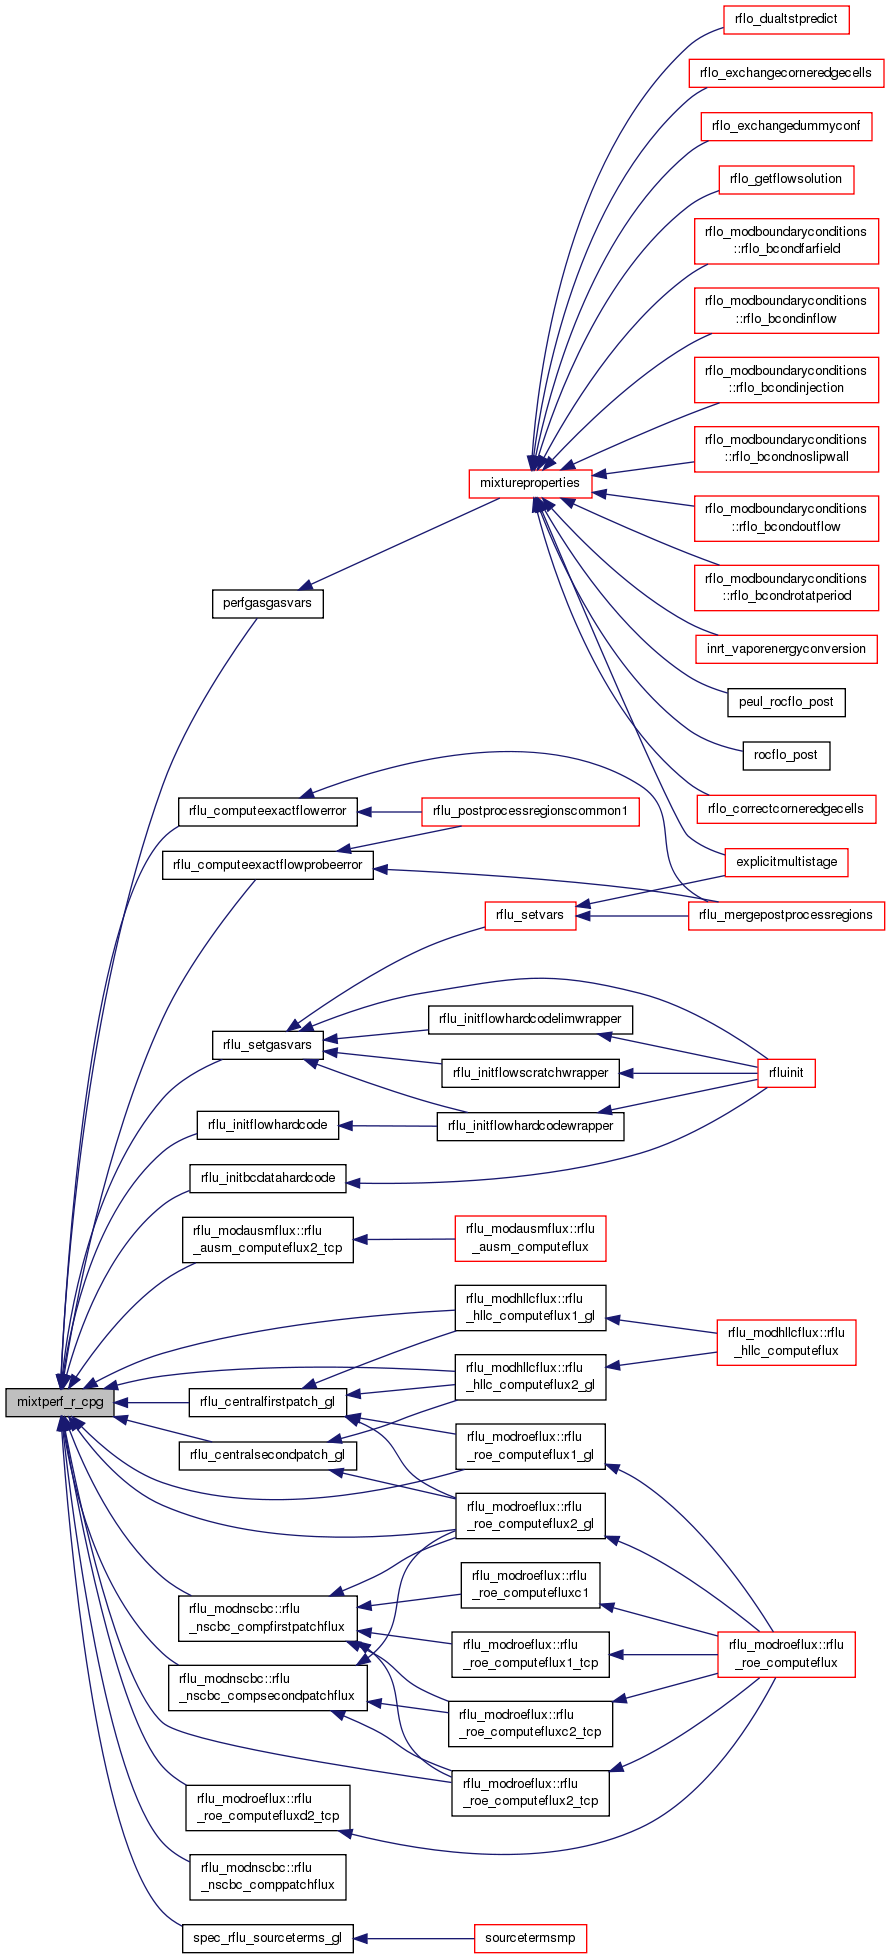 rflo_dualtstpredict
rflo_exchangecorneredgecells
rflo_exchangedummyconf
rflo_getflowsolution
rflo_modboundaryconditions
::rflo_bcondfarfield
rflo_modboundaryconditions
::rflo_bcondinflow
rflo_modboundaryconditions
::rflo_bcondinjection
rflo_modboundaryconditions
::rflo_bcondnoslipwall
mixtureproperties
rflo_modboundaryconditions
::rflo_bcondoutflow
rflo_modboundaryconditions
::rflo_bcondrotatperiod
perfgasgasvars
inrt_vaporenergyconversion
peul_rocflo_post
rocflo_post
rflo_correctcorneredgecells
rflu_computeexactflowerror
rflu_postprocessregionscommon1
rflu_computeexactflowprobeerror
explicitmultistage
rflu_setvars
rflu_mergepostprocessregions
rflu_initflowhardcodelimwrapper
rflu_setgasvars
rflu_initflowscratchwrapper
rfluinit
rflu_initflowhardcode
rflu_initflowhardcodewrapper
rflu_initbcdatahardcode
rflu_modausmflux::rflu
_ausm_computeflux2_tcp
rflu_modausmflux::rflu
_ausm_computeflux
rflu_modhllcflux::rflu
_hllc_computeflux1_gl
rflu_modhllcflux::rflu
_hllc_computeflux
rflu_modhllcflux::rflu
_hllc_computeflux2_gl
mixtperf_r_cpg
rflu_centralfirstpatch_gl
rflu_centralsecondpatch_gl
rflu_modroeflux::rflu
_roe_computeflux1_gl
rflu_modroeflux::rflu
_roe_computeflux2_gl
rflu_modroeflux::rflu
_roe_computefluxc1
rflu_modnscbc::rflu
_nscbc_compfirstpatchflux
rflu_modroeflux::rflu
_roe_computeflux1_tcp
rflu_modroeflux::rflu
_roe_computeflux
rflu_modnscbc::rflu
_nscbc_compsecondpatchflux
rflu_modroeflux::rflu
_roe_computefluxc2_tcp
rflu_modroeflux::rflu
_roe_computeflux2_tcp
rflu_modroeflux::rflu
_roe_computefluxd2_tcp
rflu_modnscbc::rflu
_nscbc_comppatchflux
spec_rflu_sourceterms_gl
sourcetermsmp